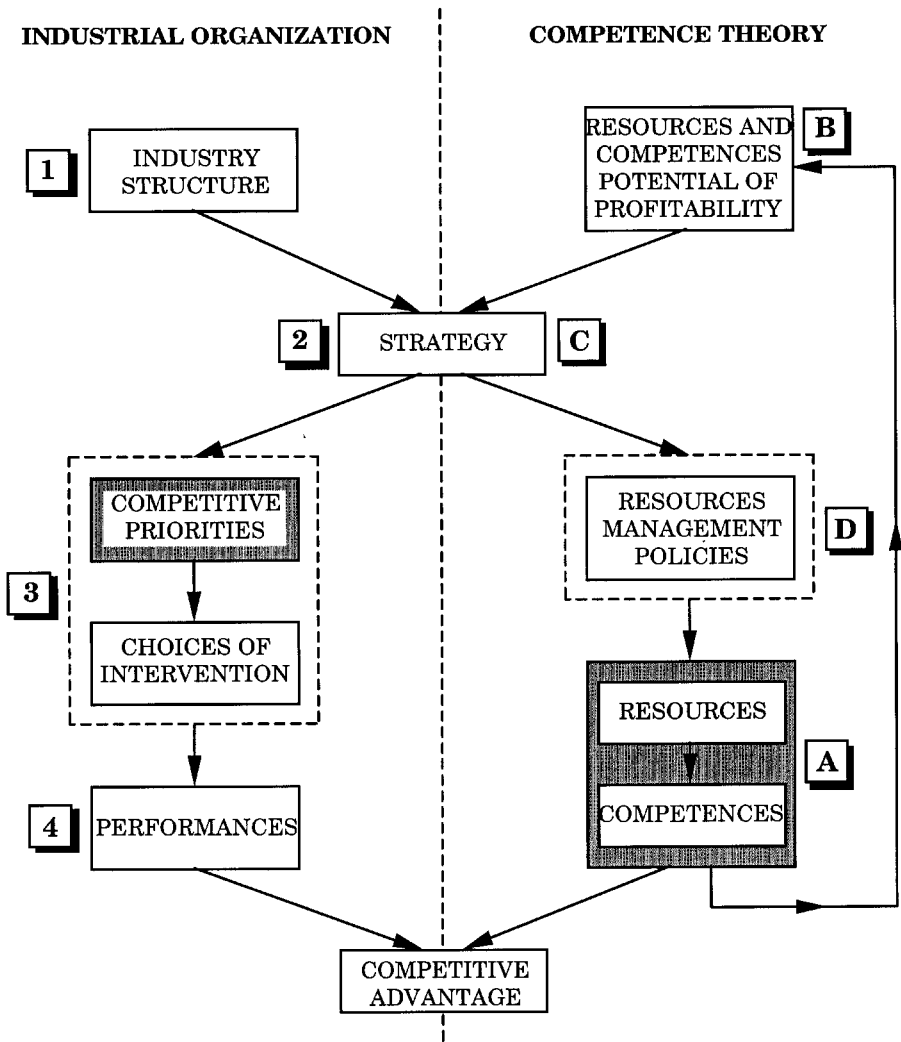 INDUSTRIAL ORGANIZATION
COMPETENCE THEORY
1
INDUSTRY
STRUCTURE
RESOURCES AND
COMPETENCES
POTENTIAL OF
PROFITABILITY
B
2
STRATEGY
C
3
COMPETITIVE
PRIORITIES
CHOICES OF
INTERVENTION
RESOURCES
MANAGEMENT
POLICIES
D
4
PERFORMANCES
RESOURCES
COMPETENCES
A
COMPETITIVE
ADVANTAGE